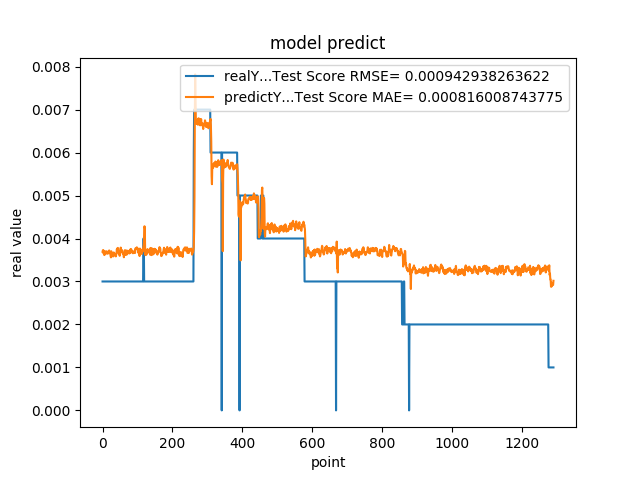 model predict
realY...Test Score RMSE= 0.000942938263622
predictY...Test Score MAE= 0.000816008743775
0.008
0.007
0.006
0.005
0.004
0.003
0.002
0.001
0.000
real value
0 200 400 600 800 1000 1200
point